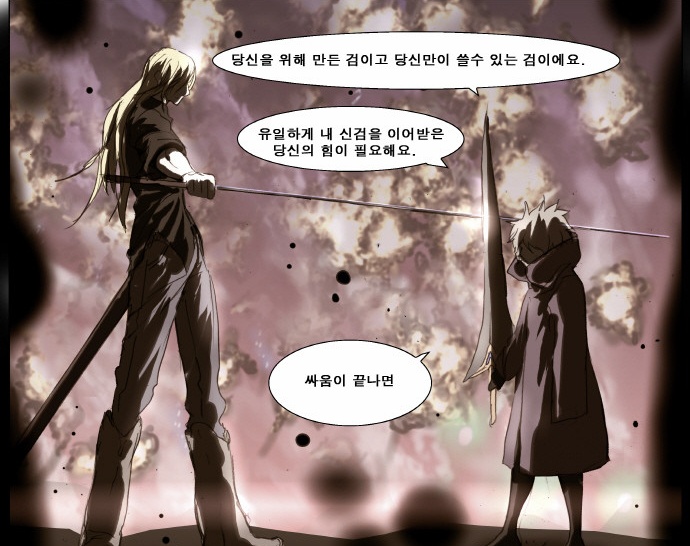 당신을 위해 만든 검이고 당신만이 쓸수 있는 검이에요.
유일하게 내 신검을 이어받은
당신의 힘이 필요해요.
싸움이 끝나면